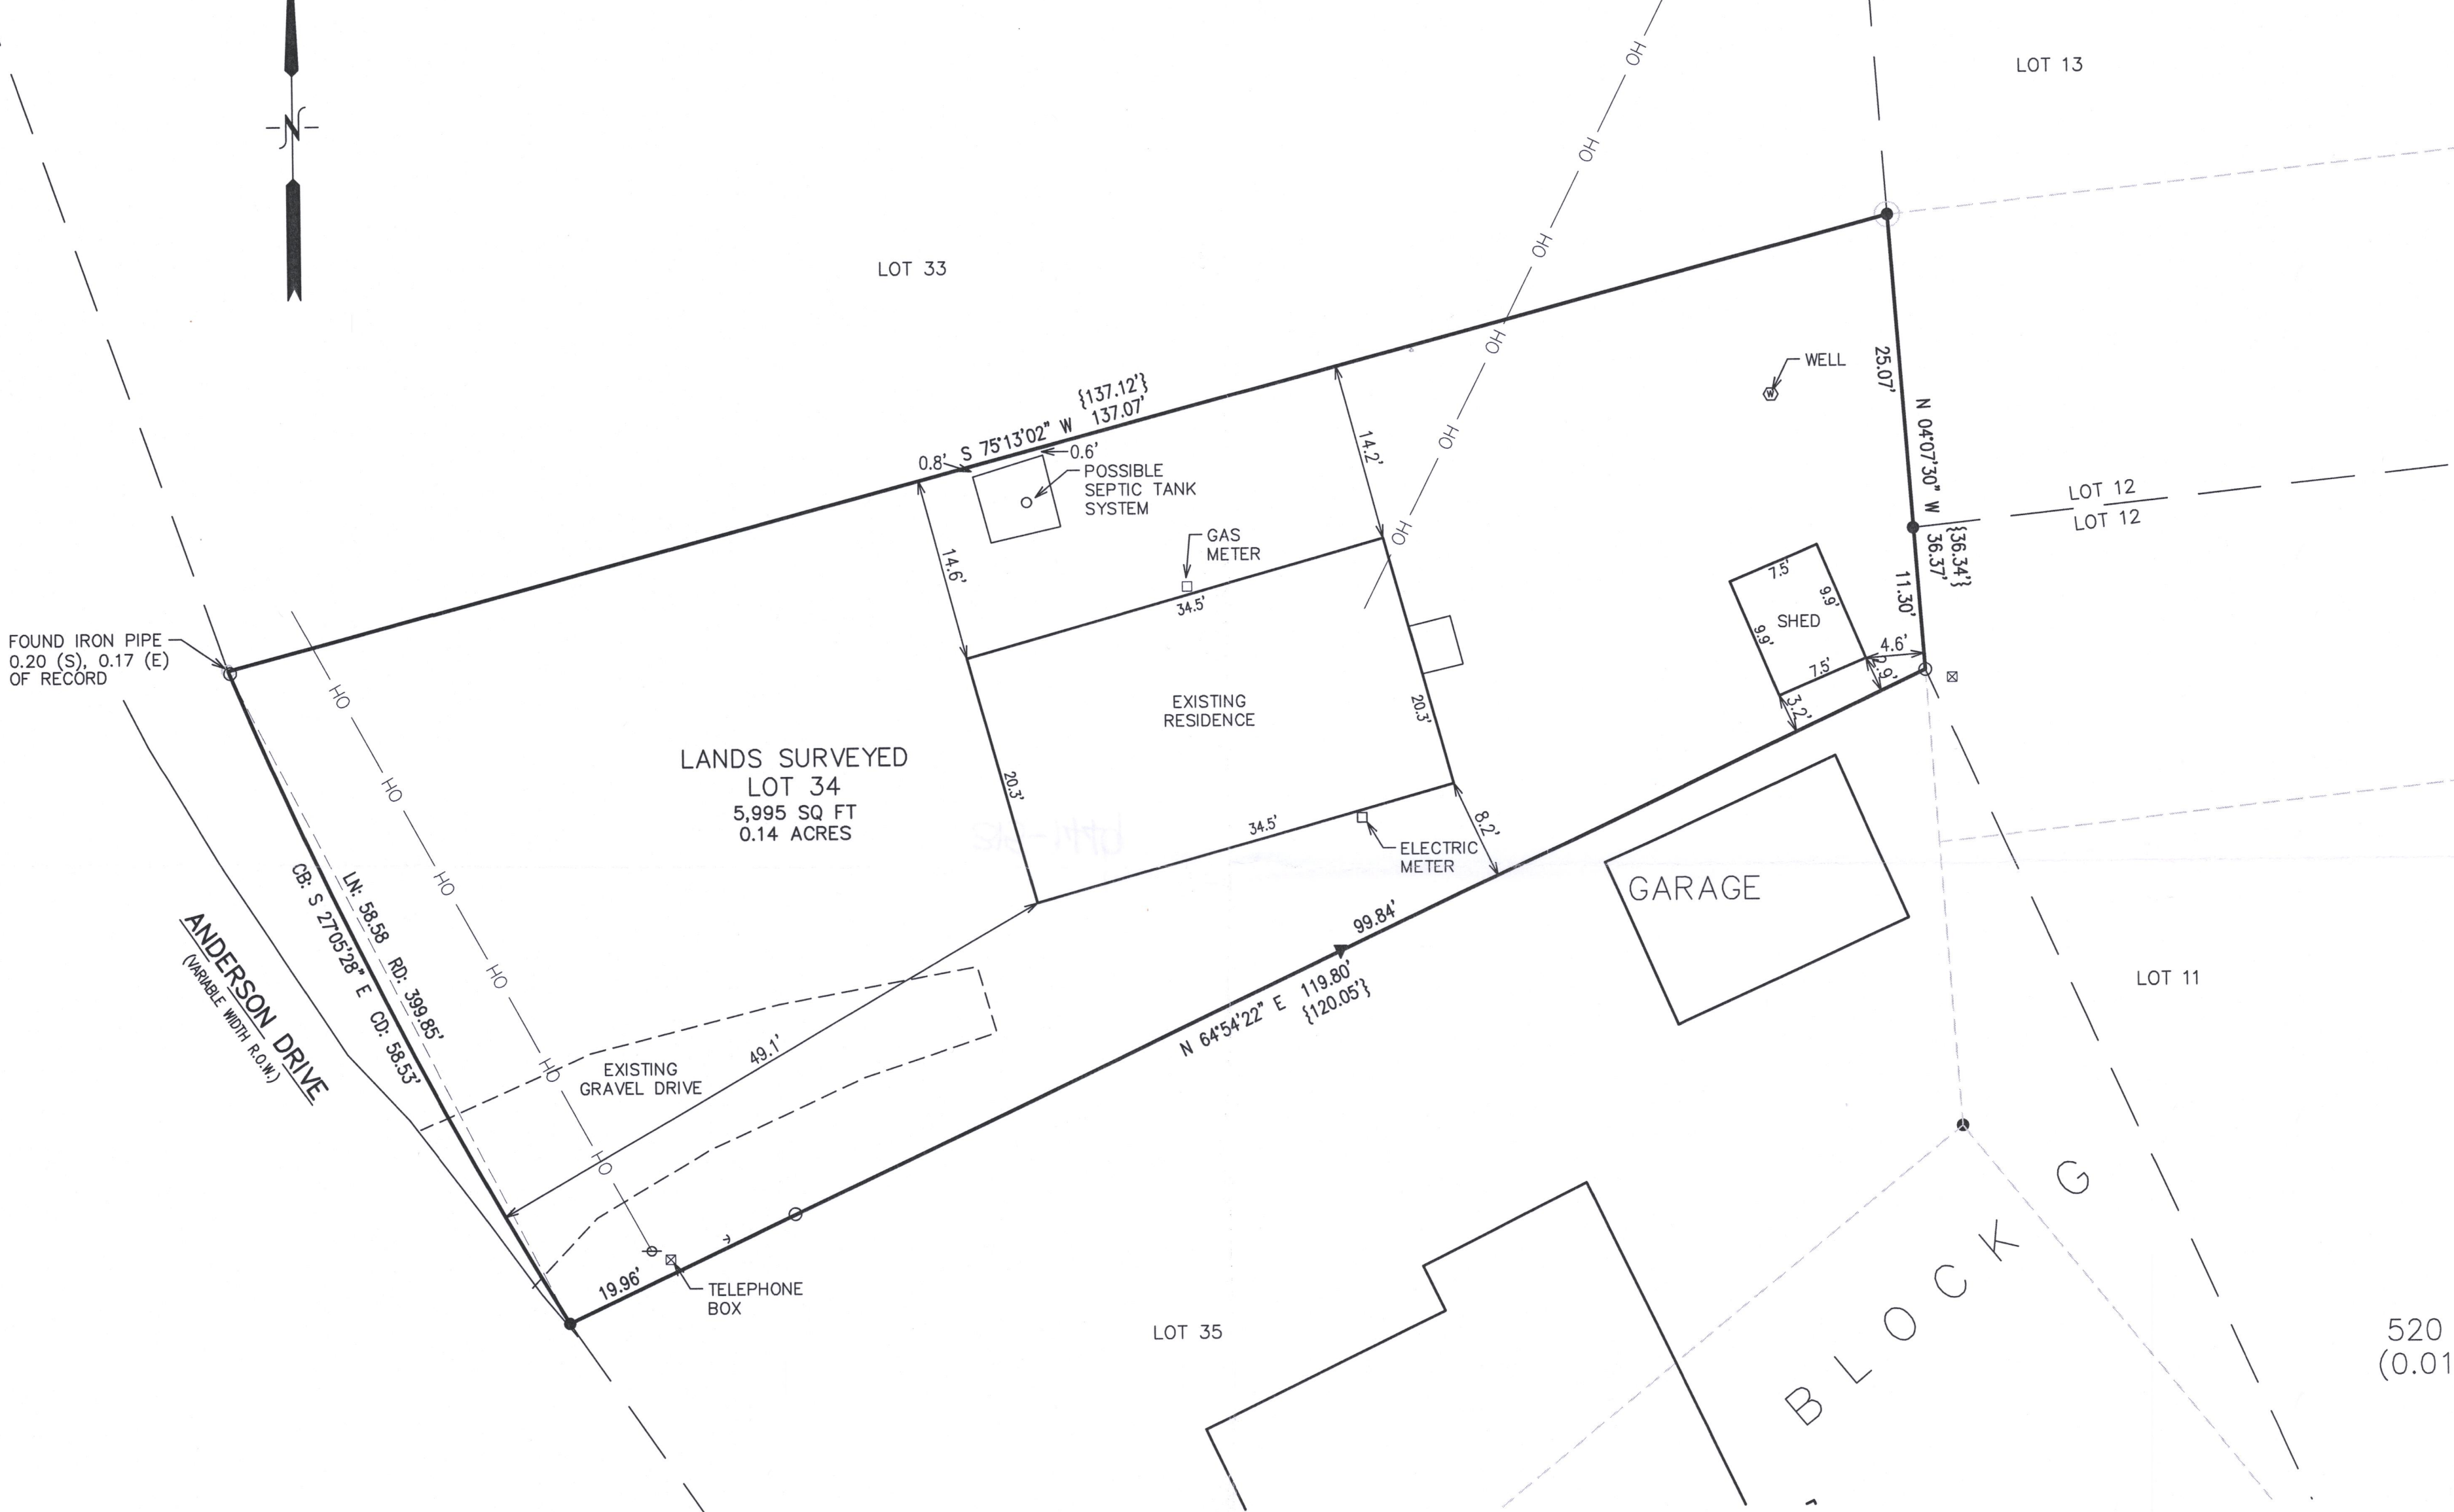 N
LOT 13
LOT 33
OH
OH
OH
OH
OH
OH
WELL
W
25.07'
N 04°07'30" W
{137.12'}
S 75°13'02" W 137.07'
0.8'
0.6'
POSSIBLE
SEPTIC TANK
SYSTEM
14.2'
14.6'
GAS
METER
34.5'
LOT 12
LOT 12
{36.34'}
36.37'
11.30'
7.5'
9.9'
SHED
9.9'
7.5'
4.6'
2.9'
3.2'
FOUND IRON PIPE
0.20 (S), 0.17 (E)
OF RECORD
OH
OH
OH
OH
OH
OH
EXISTING
RESIDENCE
20.3'
20.3'
LANDS SURVEYED
LOT 34
5,995 SQ FT
0.14 ACRES
34.5'
8.2'
ELECTRIC
METER
GARAGE
99.84'
N 64°54'22" E 119.80'
{120.05'}
LN: 58.58 RD: 399.85'
CB: S 27°05'28" E CD: 58.53'
ANDERSON DRIVE
(VARIABLE WIDTH R.O.W.)
49.1'
EXISTING
GRAVEL DRIVE
LOT 11
19.96'
TELEPHONE
BOX
LOT 35
BLOCK G
520
(0.01